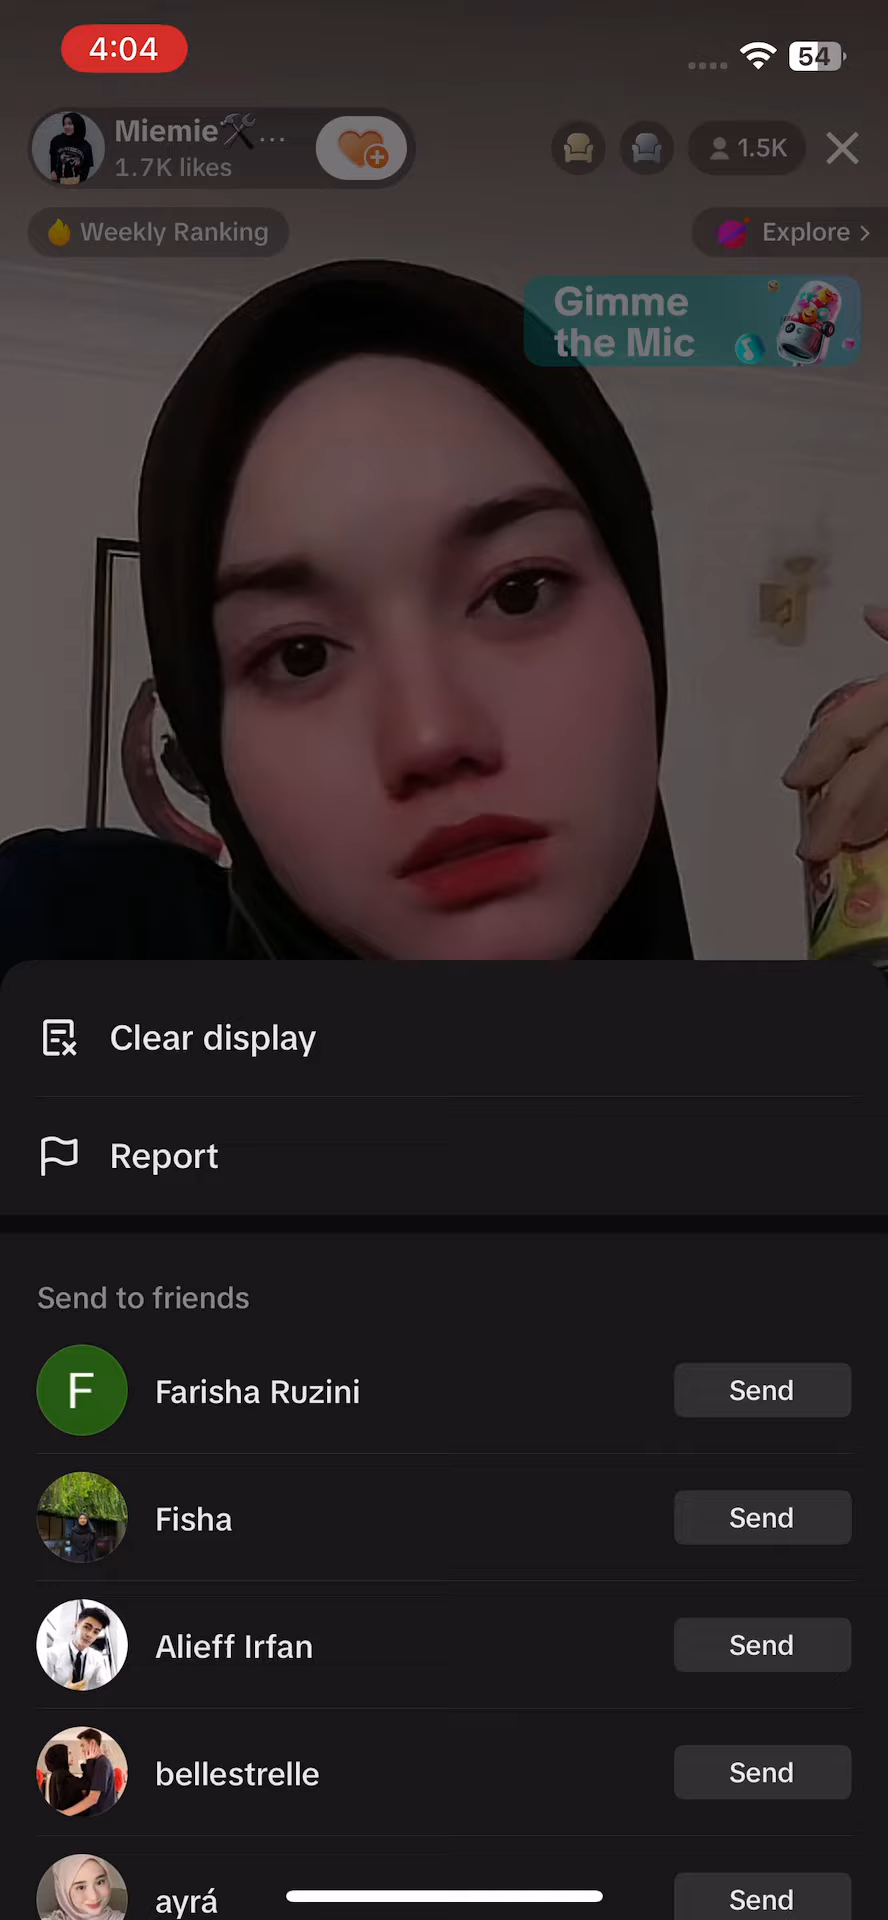 4:04
54
Miemie🛠️...
1.7K likes
1.5K
Weekly Ranking
Explore >
Gimme
the Mic
Clear display
Report
Send to friends
F
Farisha Ruzini
Send
Fisha
Send
Alieff Irfan
Send
bellestrelle
Send
ayrá
Send